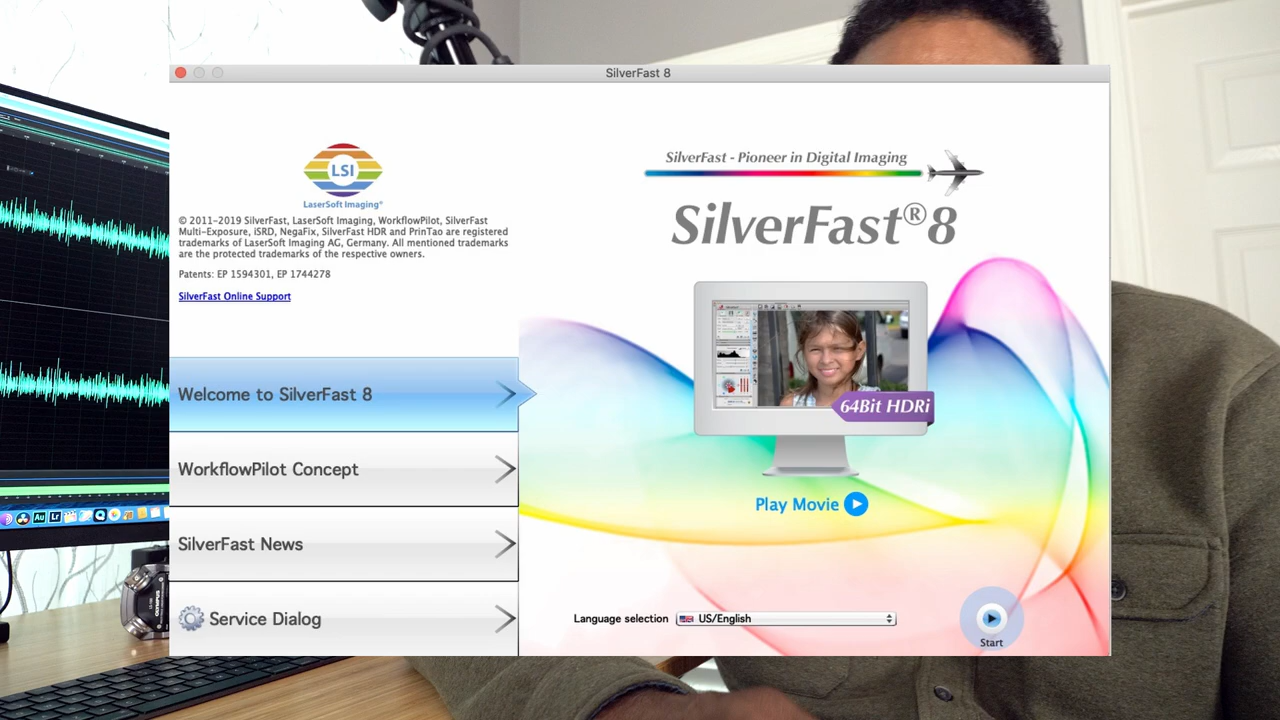 SilverFast 8
LSI
LaserSoft Imaging®
© 2011-2019 SilverFast, LaserSoft Imaging, WorkflowPilot, SilverFast
Multi-Exposure, iSRD, NegaFix, SilverFast HDR and PrinTao are registered
trademarks of LaserSoft Imaging AG, Germany. All mentioned trademarks
are the protected trademarks of the respective owners.
Patents: EP 1594301, EP 1744278
SilverFast Online Support
Welcome to SilverFast 8
WorkflowPilot Concept
SilverFast News
Service Dialog
SilverFast - Pioneer in Digital Imaging
SilverFast®8
64Bit HDRi
Play Movie
Language selection
US/English
Start
Au
Lr
OLYMPUS